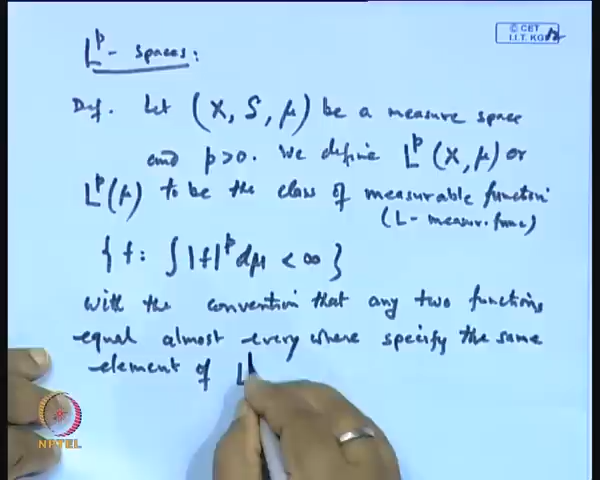 © CET
I.I.T. KGP
L^p - spaces:
Def. Let (X, S, μ) be a measure space
and p>0. We define L^p (X, μ) or
L^p(μ) to be the class of measurable function
(L- measur. func)
{ f: ∫ |f|^p dμ < ∞ }
with the convention that any two functions
equal almost every where specify the same
element of L
NPTEL